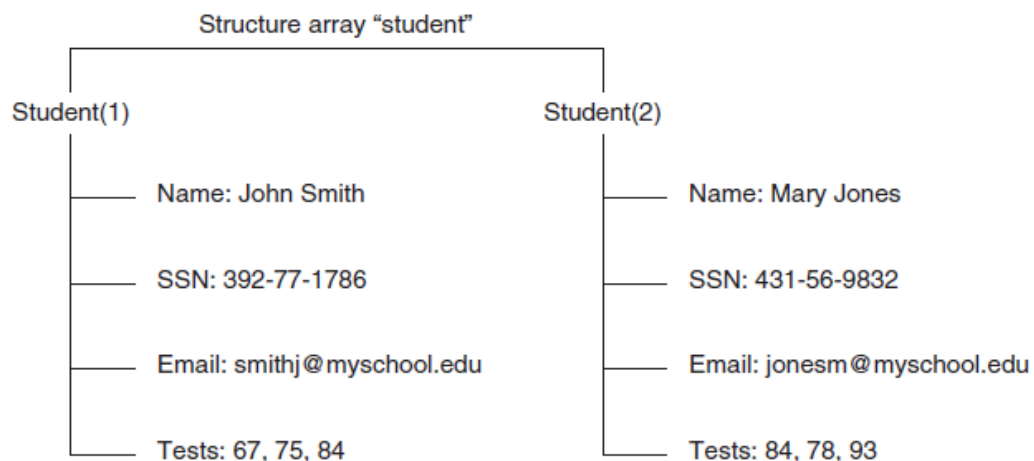 Structure array “student”
Student(1)
Name: John Smith
SSN: 392-77-1786
Email: smithj@myschool.edu
Tests: 67, 75, 84
Student(2)
Name: Mary Jones
SSN: 431-56-9832
Email: jonesm@myschool.edu
Tests: 84, 78, 93